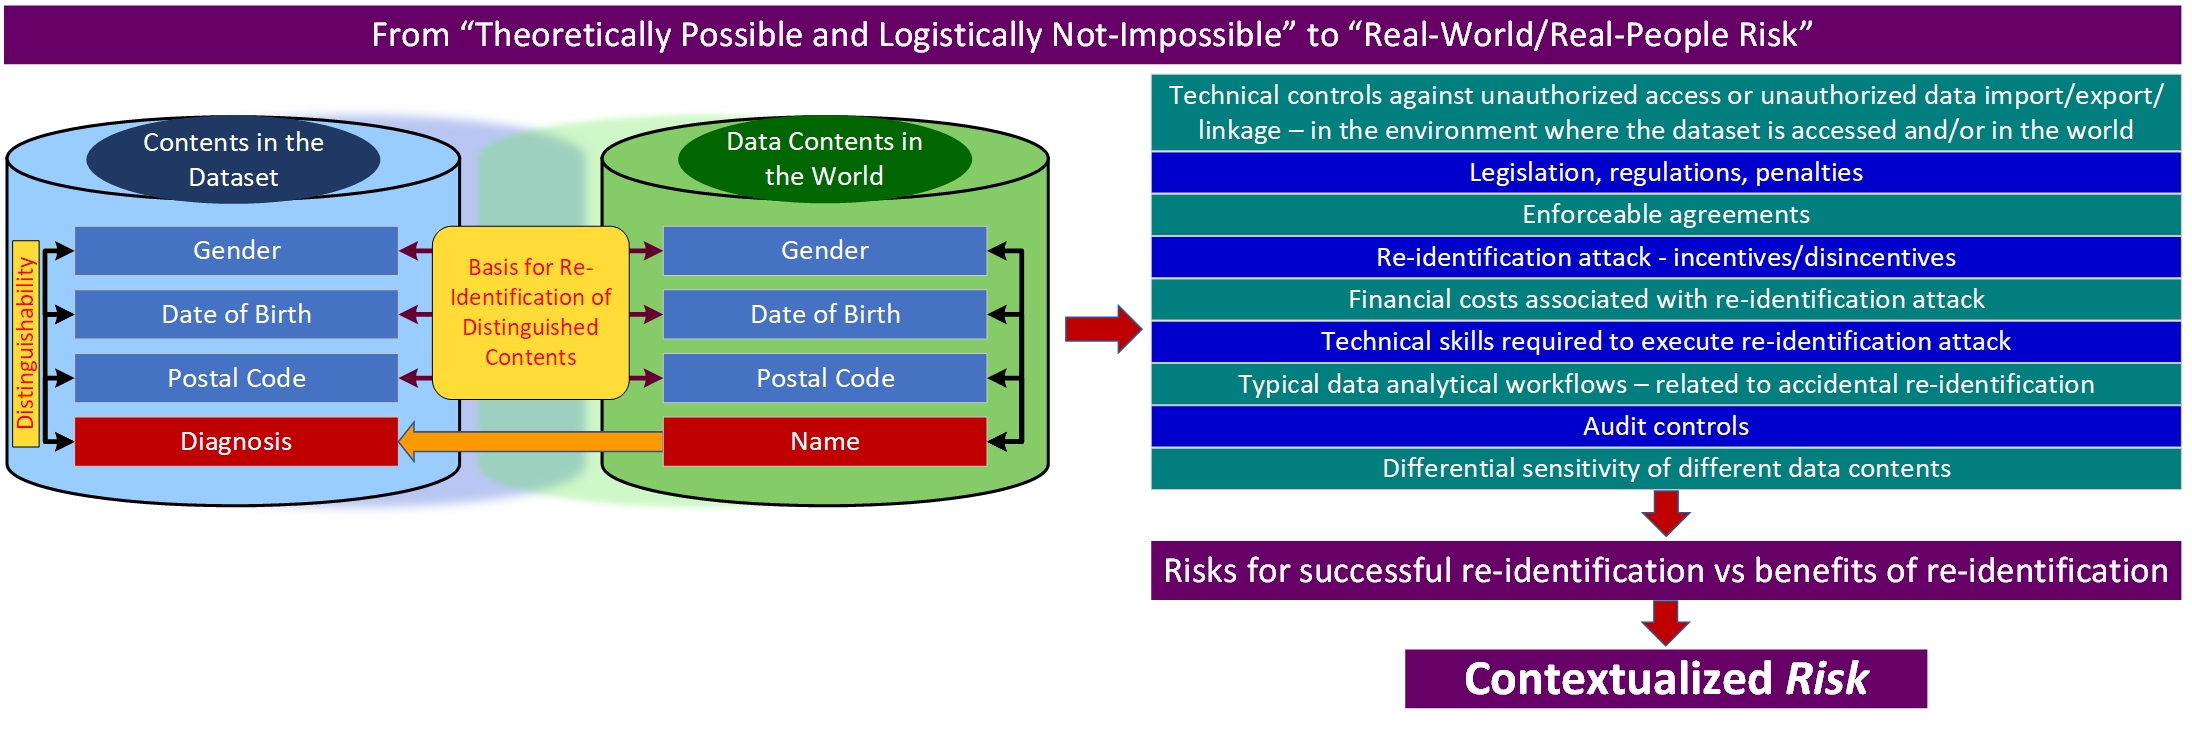 From “Theoretically Possible and Logistically Not-Impossible” to “Real-World/Real-People Risk”
Contents in the
Dataset
Distinguishability
Gender
Date of Birth
Postal Code
Diagnosis
Basis for Re-
Identification of
Distinguished
Contents
Data Contents in
the World
Gender
Date of Birth
Postal Code
Name
Technical controls against unauthorized access or unauthorized data import/export/
linkage – in the environment where the dataset is accessed and/or in the world
Legislation, regulations, penalties
Enforceable agreements
Re-identification attack - incentives/disincentives
Financial costs associated with re-identification attack
Technical skills required to execute re-identification attack
Typical data analytical workflows – related to accidental re-identification
Audit controls
Differential sensitivity of different data contents
Risks for successful re-identification vs benefits of re-identification
Contextualized Risk